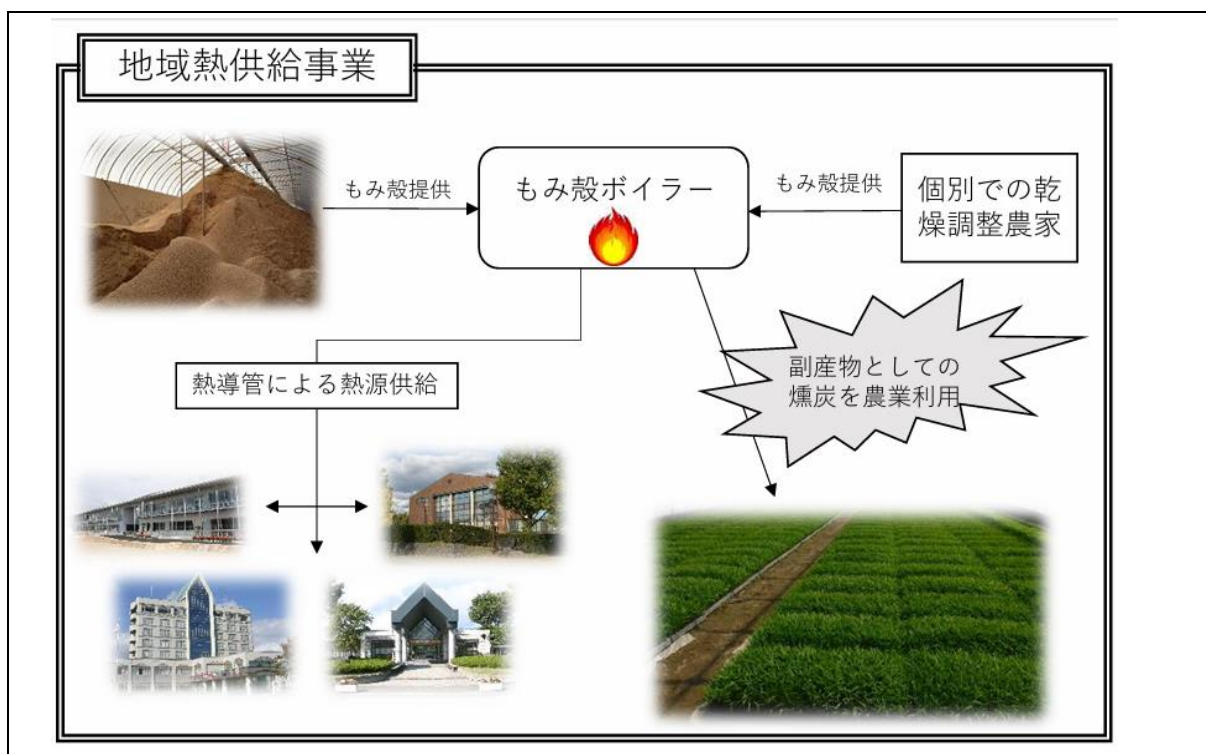 地域熱供給事業
もみ殻提供
もみ殻ボイラー
もみ殻提供
個別での乾
燥調整農家
熱導管による熱源供給
副産物としての
燻炭を農業利用